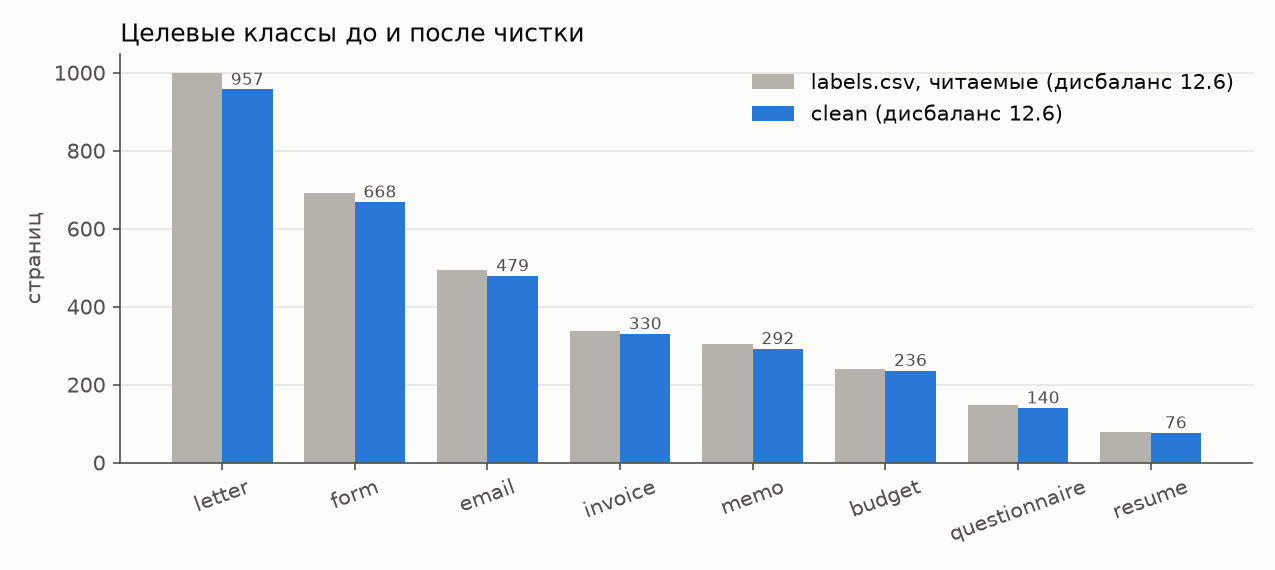 Целевые классы до и после чистки
labels.csv, читаемые (дисбаланс 12.6)
clean (дисбаланс 12.6)
страниц
1000
800
600
400
200
0
957
668
479
330
292
236
140
76
letter
form
email
invoice
memo
budget
questionnaire
resume